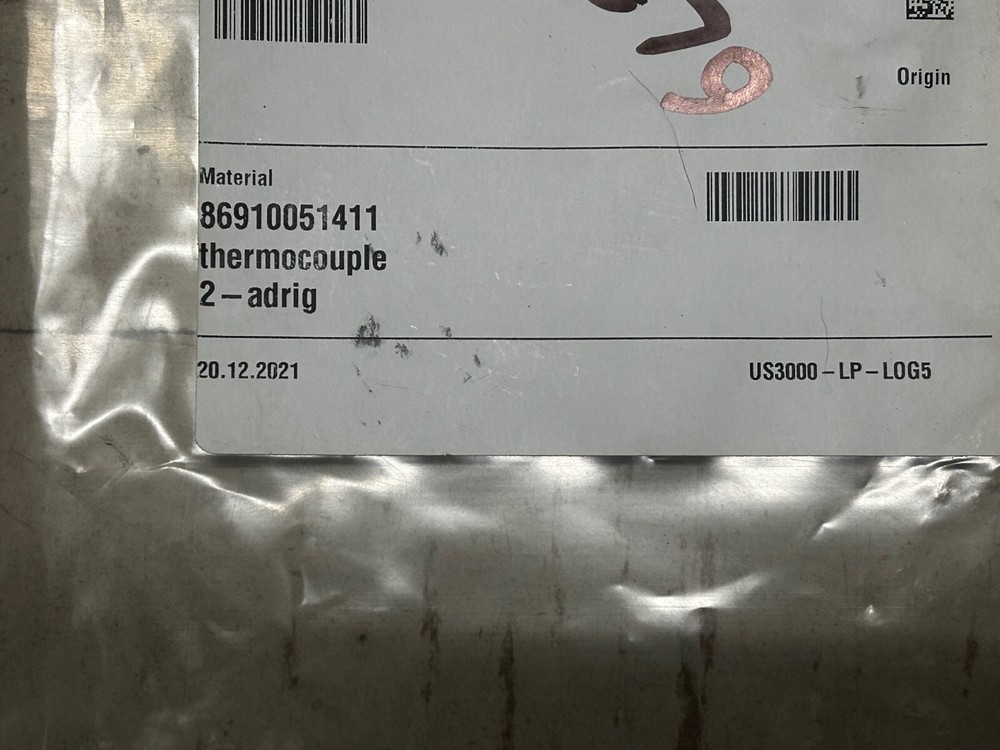 Origin
Material
86910051411
thermocouple
2-adrig
20.12.2021
US3000-LP-LOG5